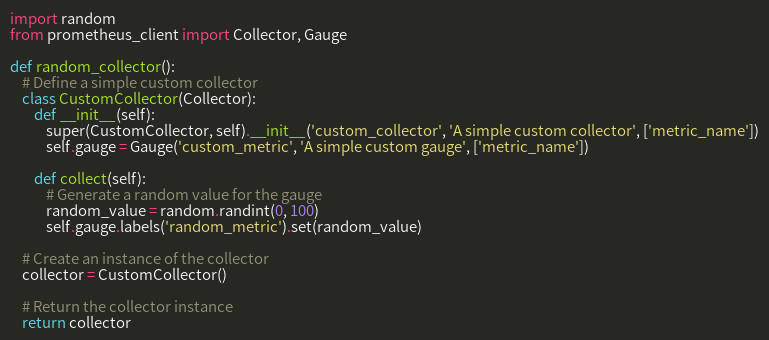 import random
from prometheus_client import Collector, Gauge

def random_collector():
    # Define a simple custom collector
    class CustomCollector(Collector):
        def __init__(self):
            super(CustomCollector, self).__init__('custom_collector', 'A simple custom collector', ['metric_name'])
            self.gauge = Gauge('custom_metric', 'A simple custom gauge', ['metric_name'])

        def collect(self):
            # Generate a random value for the gauge
            random_value = random.randint(0, 100)
            self.gauge.labels('random_metric').set(random_value)

    # Create an instance of the collector
    collector = CustomCollector()

    # Return the collector instance
    return collector